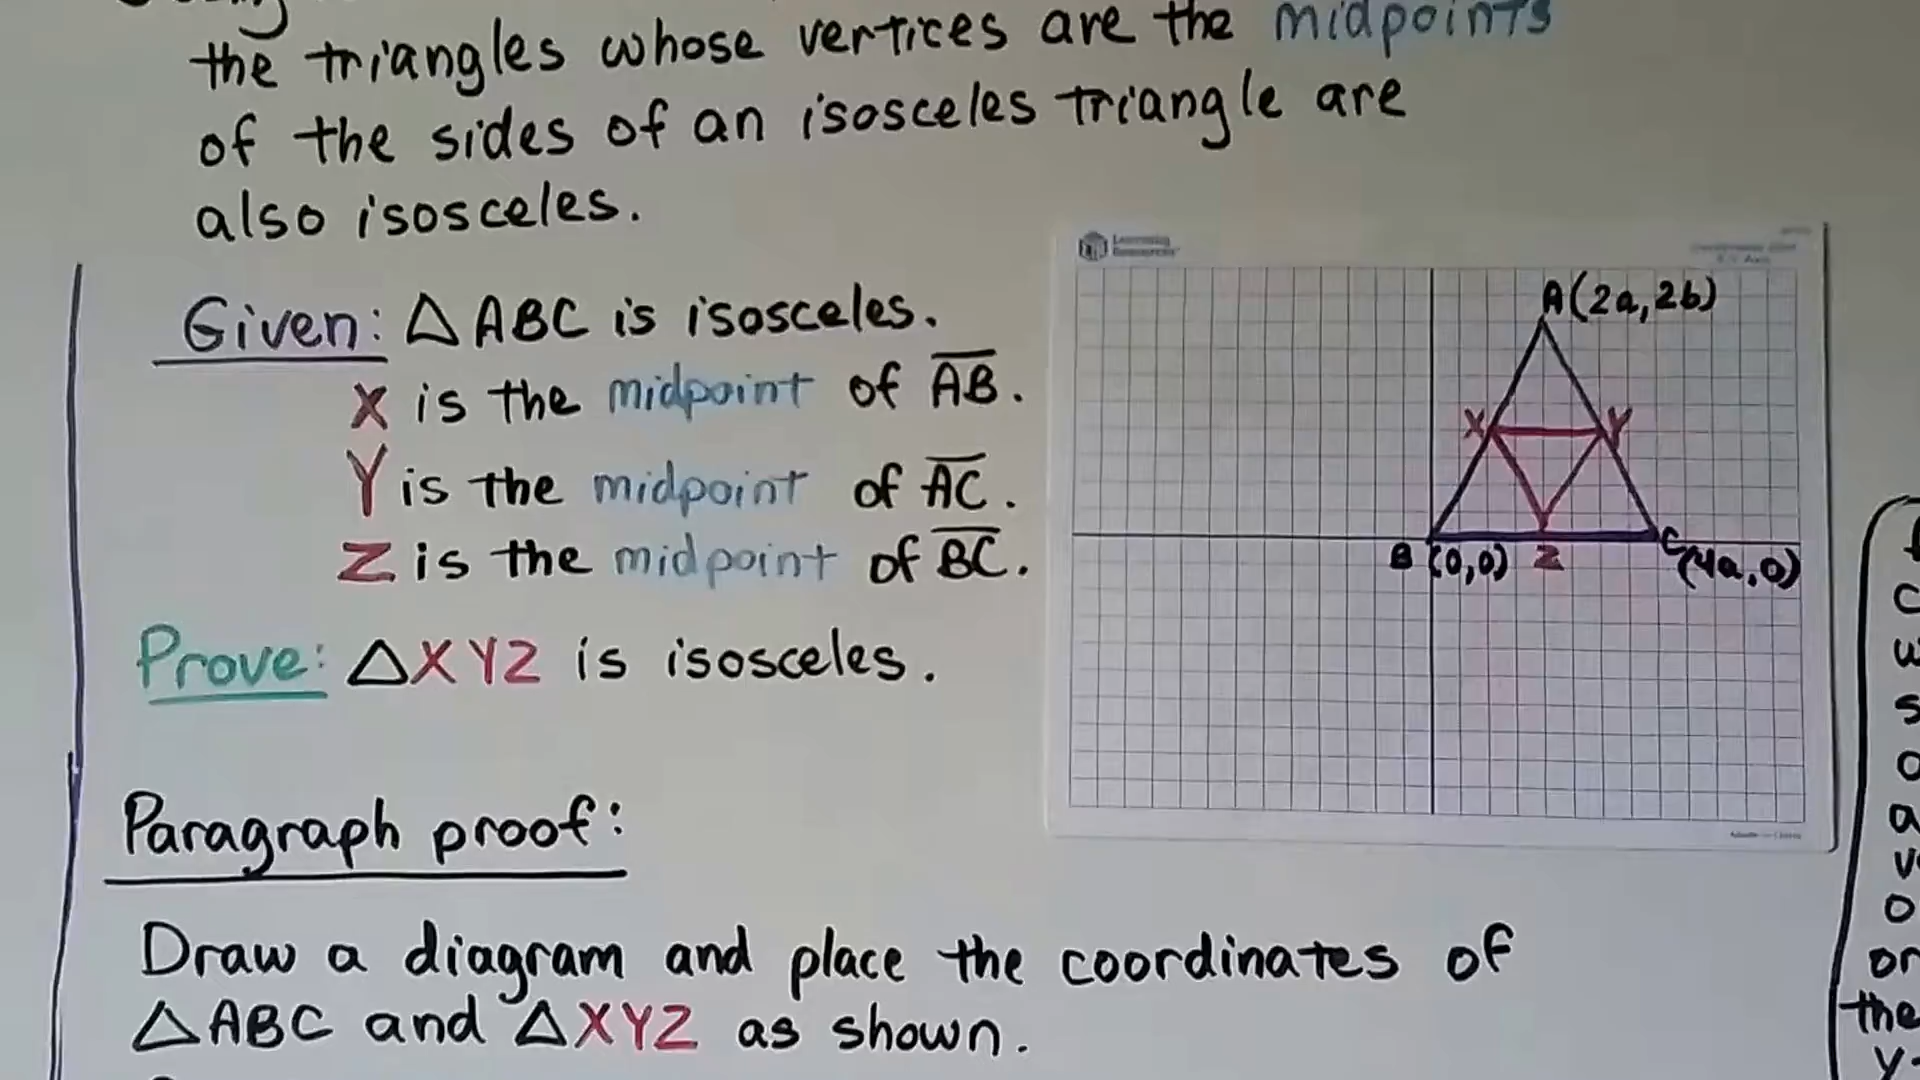 the triangles whose vertices are the midpoints
of the sides of an isosceles triangle are
also isosceles.
Learning
Resources
Given: △ABC is isosceles.
X is the midpoint of AB.
Y is the midpoint of AC.
Z is the midpoint of BC.
Prove: △XYZ is isosceles.
A(2a,2b)
X Y
B(0,0) Z C(4a,0)
Paragraph proof:
Draw a diagram and place the coordinates of
△ABC and △XYZ as shown.
the